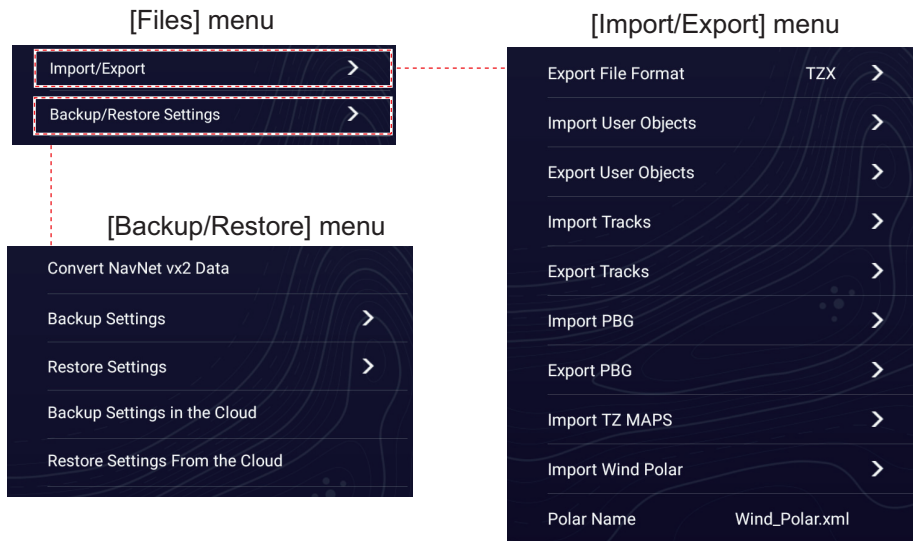 [Files] menu
Import/Export
Backup/Restore Settings
[Backup/Restore] menu
Convert NavNet vx2 Data
Backup Settings
Restore Settings
Backup Settings in the Cloud
Restore Settings From the Cloud
[Import/Export] menu
Export File Format TZX
Import User Objects
Export User Objects
Import Tracks
Export Tracks
Import PBG
Export PBG
Import TZ MAPS
Import Wind Polar
Polar Name Wind_Polar.xml